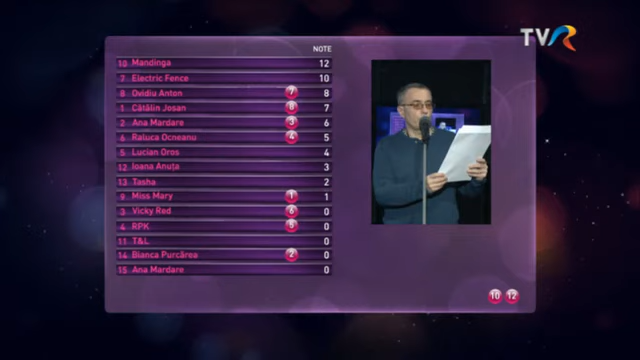 TVR
NOTE
10 Mandinga 12
7 Electric Fence 10
8 Ovidiu Anton 7 8
1 Cătălin Josan 8 7
2 Ana Mardare 3 6
6 Raluca Ocneanu 4 5
5 Lucian Oros 4
12 Ioana Anuța 3
13 Tasha 2
9 Miss Mary 1 1
3 Vicky Red 6 0
4 RPK 5 0
11 T&L 0
14 Bianca Purcărea 2 0
15 Ana Mardare 0
10 12